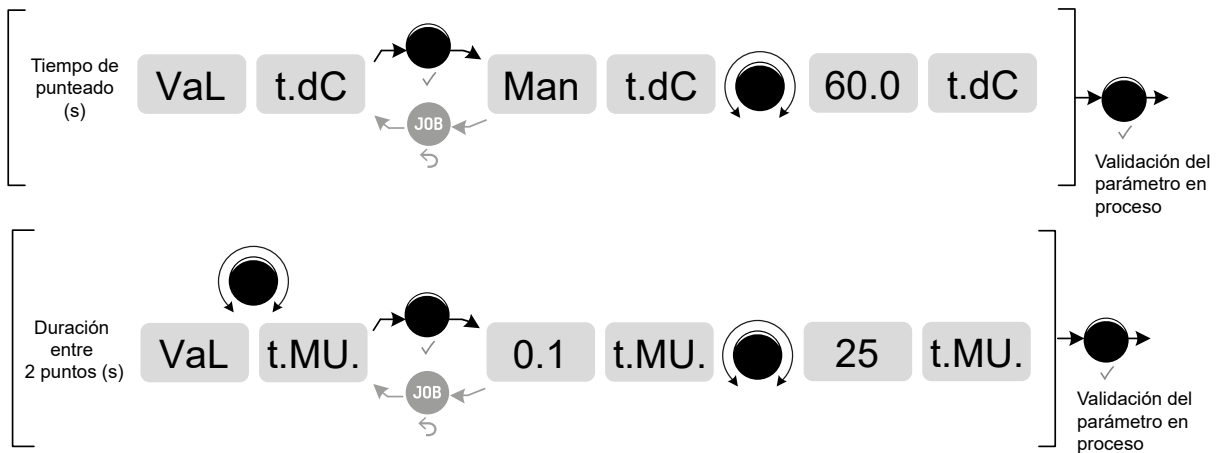 Tiempo de
punteado
(s)
VaL t.dC Man t.dC 60.0 t.dC
JOB
Validación del
parámetro en
proceso
Duración
entre
2 puntos (s)
VaL t.MU. 0.1 t.MU. 25 t.MU.
JOB
Validación del
parámetro en
proceso